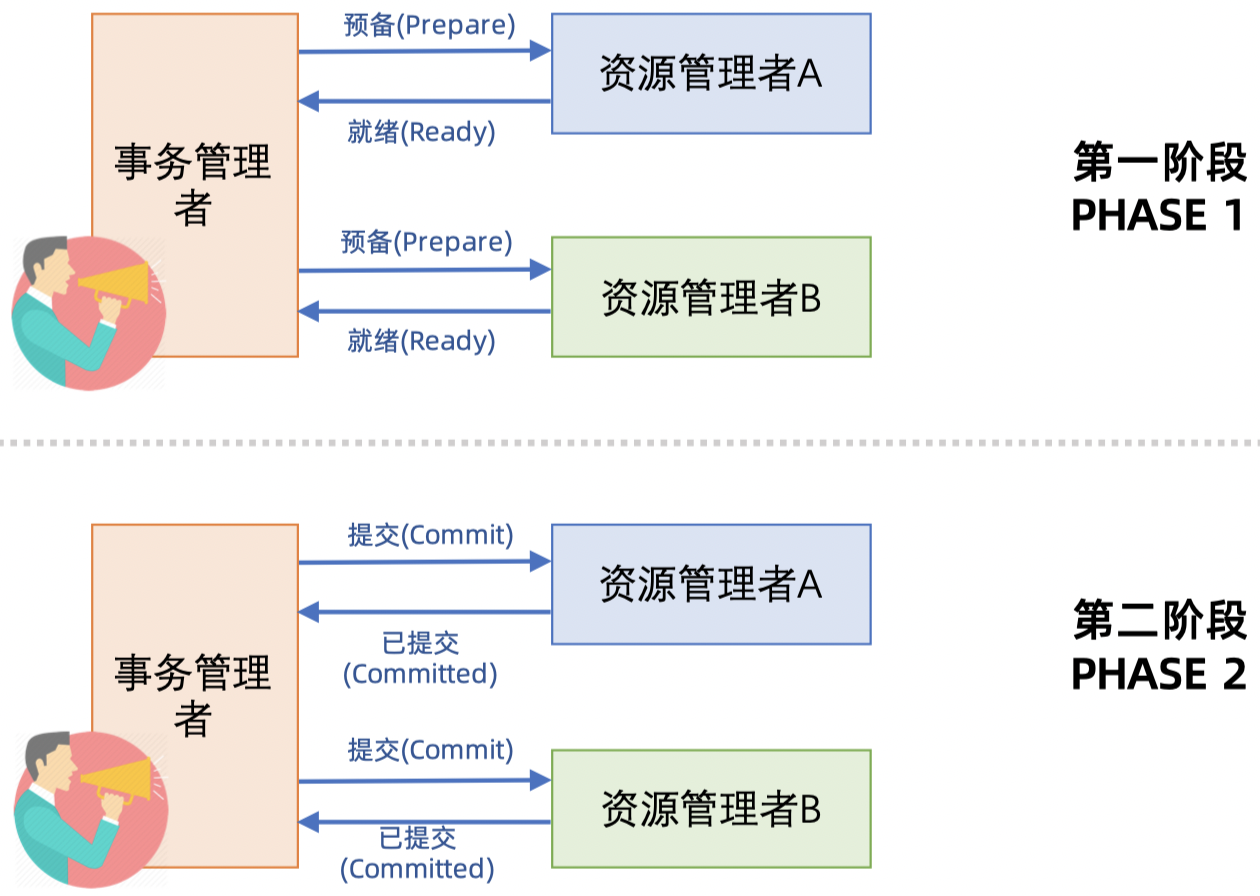 预备(Prepare)
资源管理者A
就绪(Ready)
事务管理
者
第一阶段
PHASE 1
预备(Prepare)
资源管理者B
就绪(Ready)
提交(Commit)
资源管理者A
已提交
(Committed)
事务管理
者
第二阶段
PHASE 2
提交(Commit)
资源管理者B
已提交
(Committed)